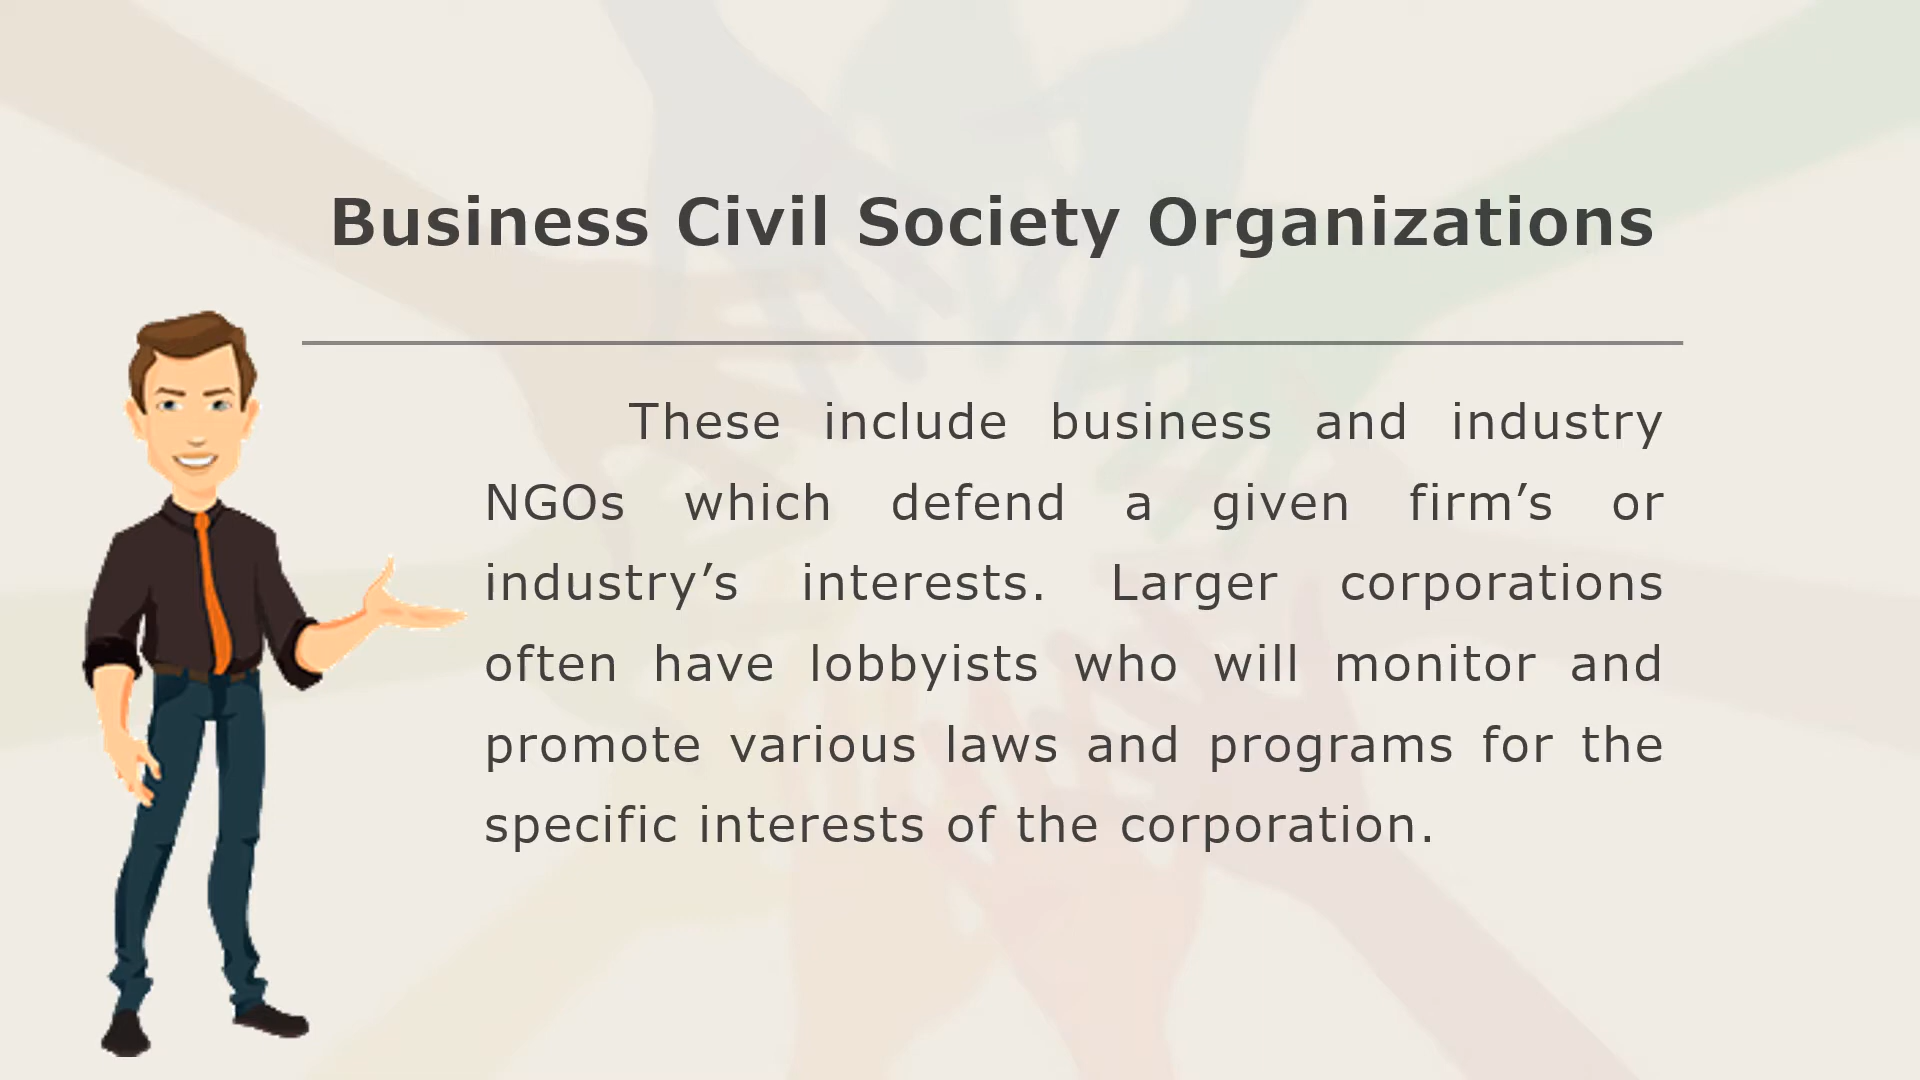 Business Civil Society Organizations
These include business and industry
NGOs which defend a given firm’s or
industry’s interests. Larger corporations
often have lobbyists who will monitor and
promote various laws and programs for the
specific interests of the corporation.